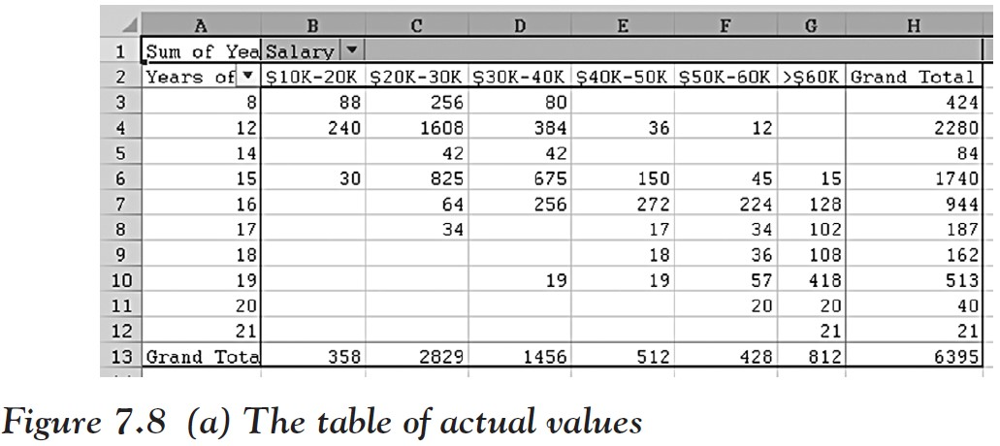 A B C D E F G H
1 Sum of Yea Salary
2 Years of $10K-20K $20K-30K $30K-40K $40K-50K $50K-60K >$60K Grand Total
3 8 88 256 80 424
4 12 240 1608 384 36 12 2280
5 14 42 42 84
6 15 30 825 675 150 45 15 1740
7 16 64 256 272 224 128 944
8 17 34 17 34 102 187
9 18 18 36 108 162
10 19 19 19 57 418 513
11 20 20 20 40
12 21 21 21
13 Grand Tota 358 2829 1456 512 428 812 6395
Figure 7.8 (a) The table of actual values